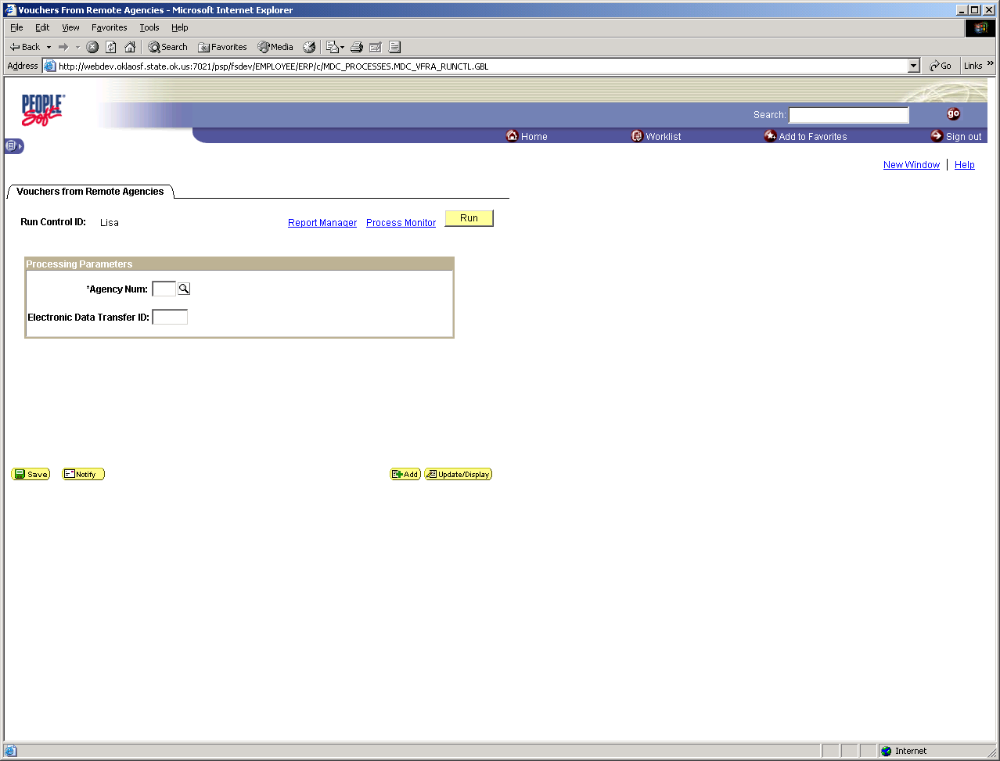 Vouchers From Remote Agencies - Microsoft Internet Explorer
File Edit View Favorites Tools Help
Back Search Favorites Media
Address http://webdev.oklaosf.state.ok.us:7021/psp/fsdev/EMPLOYEE/ERP/c/MDC_PROCESSES.MDC_VFRA_RUNCTL.GBL Go Links »
PEOPLE
Soft
Search: go
Home Worklist Add to Favorites Sign out
New Window | Help
Vouchers from Remote Agencies
Run Control ID: Lisa Report Manager Process Monitor Run
Processing Parameters
*Agency Num:
Electronic Data Transfer ID:
Save Notify Add Update/Display
Internet